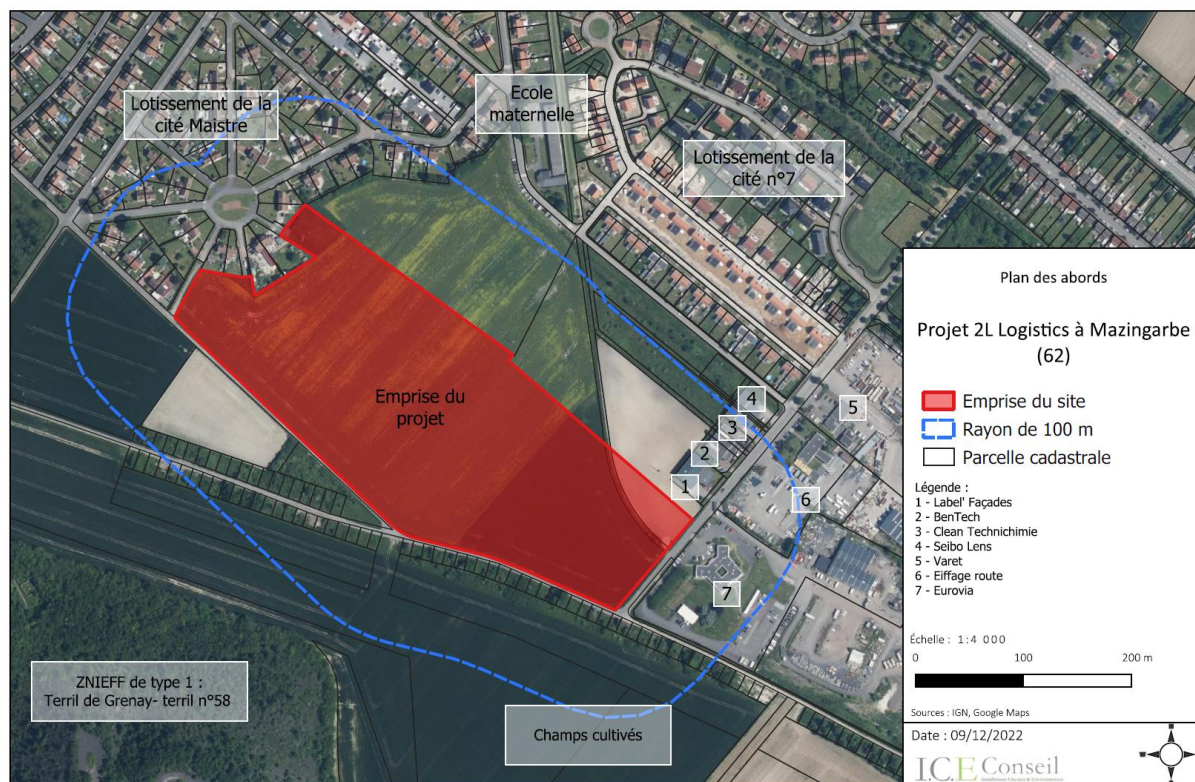 Lotissement de la
cité Maistre
Ecole
maternelle
Lotissement de la
cité n°7
Emprise du
projet
4
3
2
1
5
6
7
ZNIEFF de type 1 :
Terril de Grenay- terril n°58
Champs cultivés
Plan des abords
Projet 2L Logistics à Mazingarbe
(62)
Emprise du site
Rayon de 100 m
Parcelle cadastrale
Légende :
1 - Label' Façades
2 - BenTech
3 - Clean Technichimie
4 - Seibo Lens
5 - Varet
6 - Eiffage route
7 - Eurovia
Échelle : 1:4 000
0 100 200 m
Sources : IGN, Google Maps
Date : 09/12/2022
I.C.E Conseil